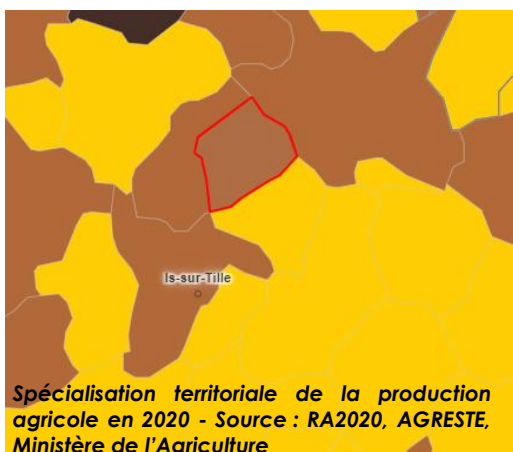 Is-sur-Tille
Spécialisation territoriale de la production
agricole en 2020 - Source : RA2020, AGRESTE,
Ministère de l'Agriculture